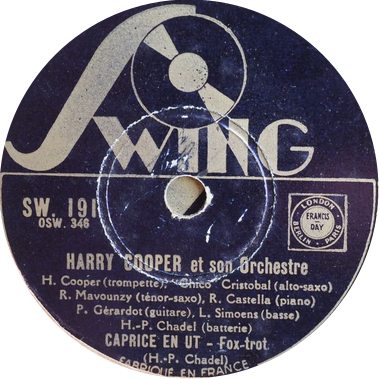 SWING
SW. 191
OSW. 346
LONDON
FRANCIS-
DAY
BERLIN - PARIS
HARRY COOPER et son Orchestre
H. Cooper (trompette), Chico Cristobal (alto-saxo)
R. Mavounzy (ténor-saxo), R. Castella (piano)
P. Gérardot (guitare), L. Simoens (basse)
H.-P. Chadel (batterie)
CAPRICE EN UT - Fox-trot
(H.-P. Chadel)
FABRIQUÉ EN FRANCE